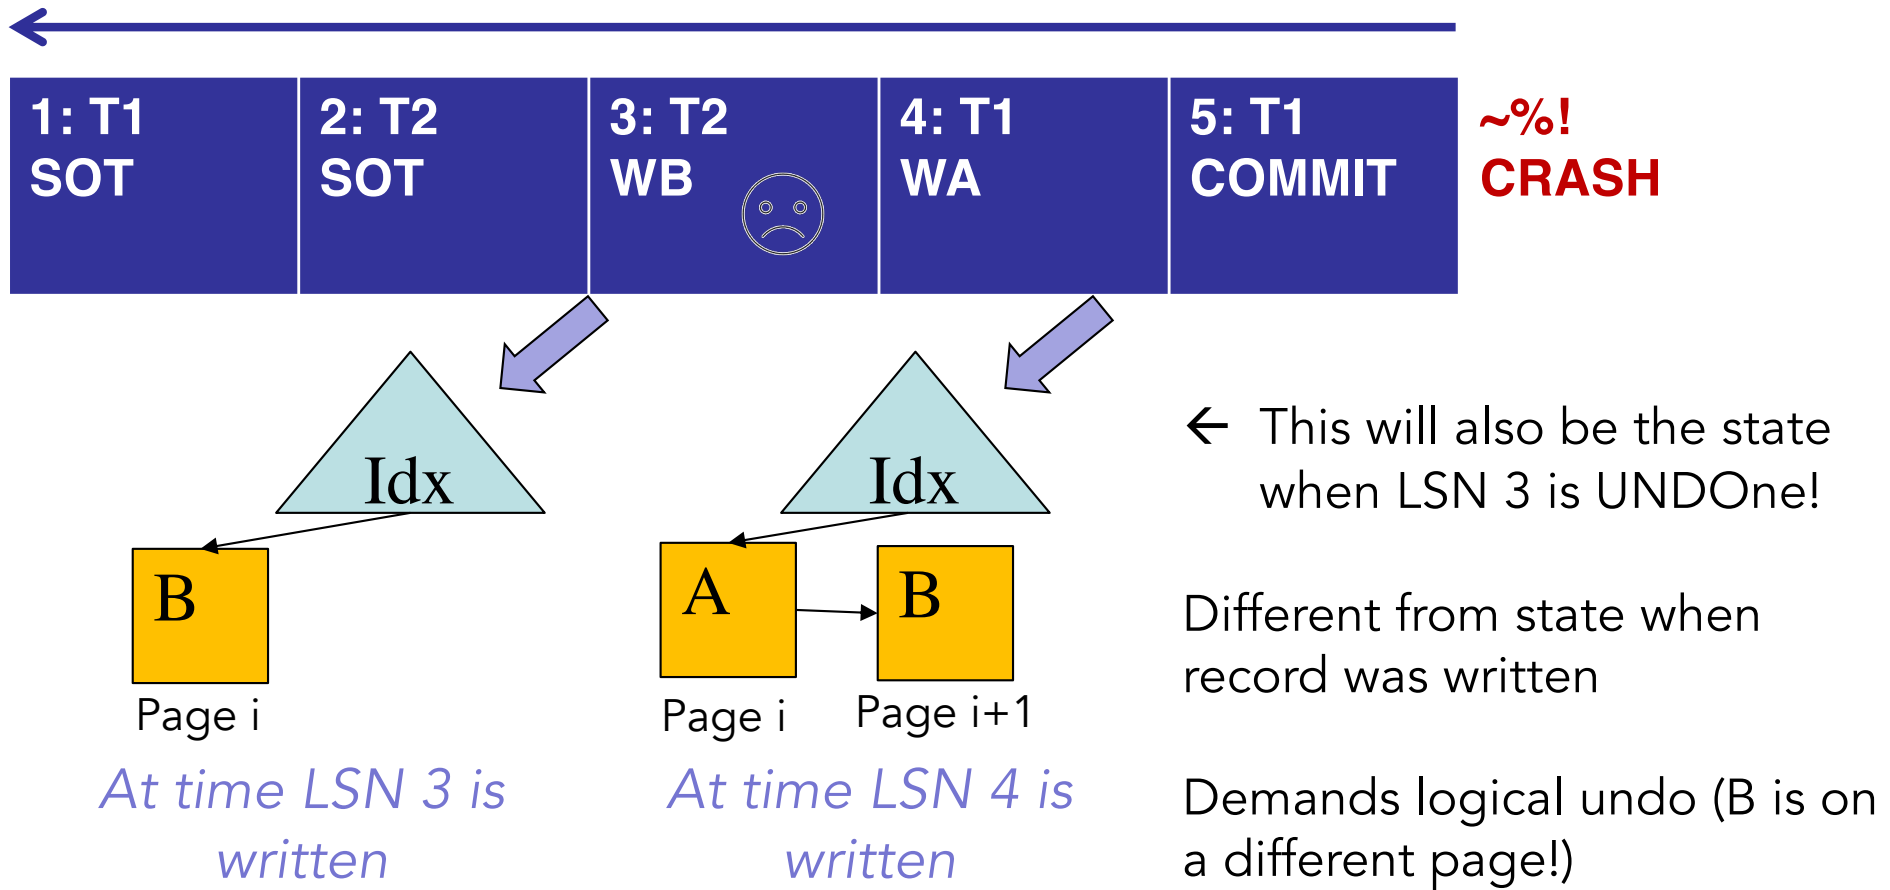 1: T1
SOT
2: T2
SOT
3: T2
WB
4: T1
WA
5: T1
COMMIT
~%!
CRASH
Idx
B
Page i
At time LSN 3 is
written
Idx
A
B
Page i
Page i+1
At time LSN 4 is
written
← This will also be the state
when LSN 3 is UNDOne!
Different from state when
record was written
Demands logical undo (B is on
a different page!)